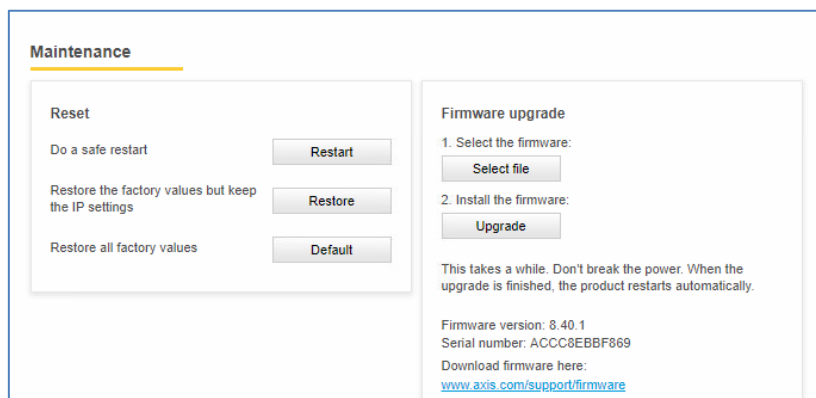 Maintenance
Reset
Do a safe restart
Restart
Restore the factory values but keep
the IP settings
Restore
Restore all factory values
Default
Firmware upgrade
1. Select the firmware:
Select file
2. Install the firmware:
Upgrade
This takes a while. Don't break the power. When the
upgrade is finished, the product restarts automatically.
Firmware version: 8.40.1
Serial number: ACCC8EBBF869
Download firmware here:
www.axis.com/support/firmware